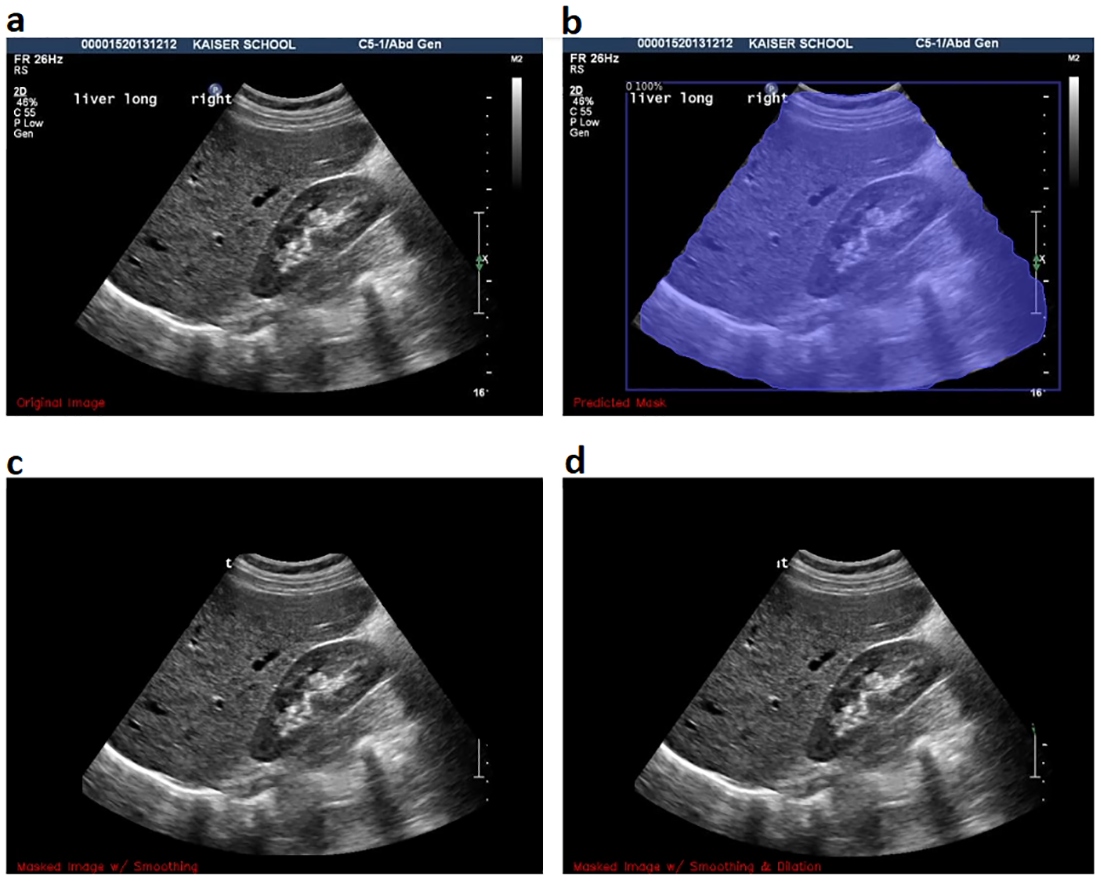 a
00001520131212 KAISER SCHOOL C5-1/Abd Gen
FR 26Hz
RS
M2
2D
46%
C 55
P Low
Gen
P
liver long right
X
16
Original Image
b
00001520131212 KAISER SCHOOL C5-1/Abd Gen
FR 26Hz
RS
M2
2D
46%
C 55
P Low
Gen
0 100%
P
liver long right
X
16
Predicted Mask
c
t
Masked Image w/ Smoothing
d
t
Masked Image w/ Smoothing & Dilation